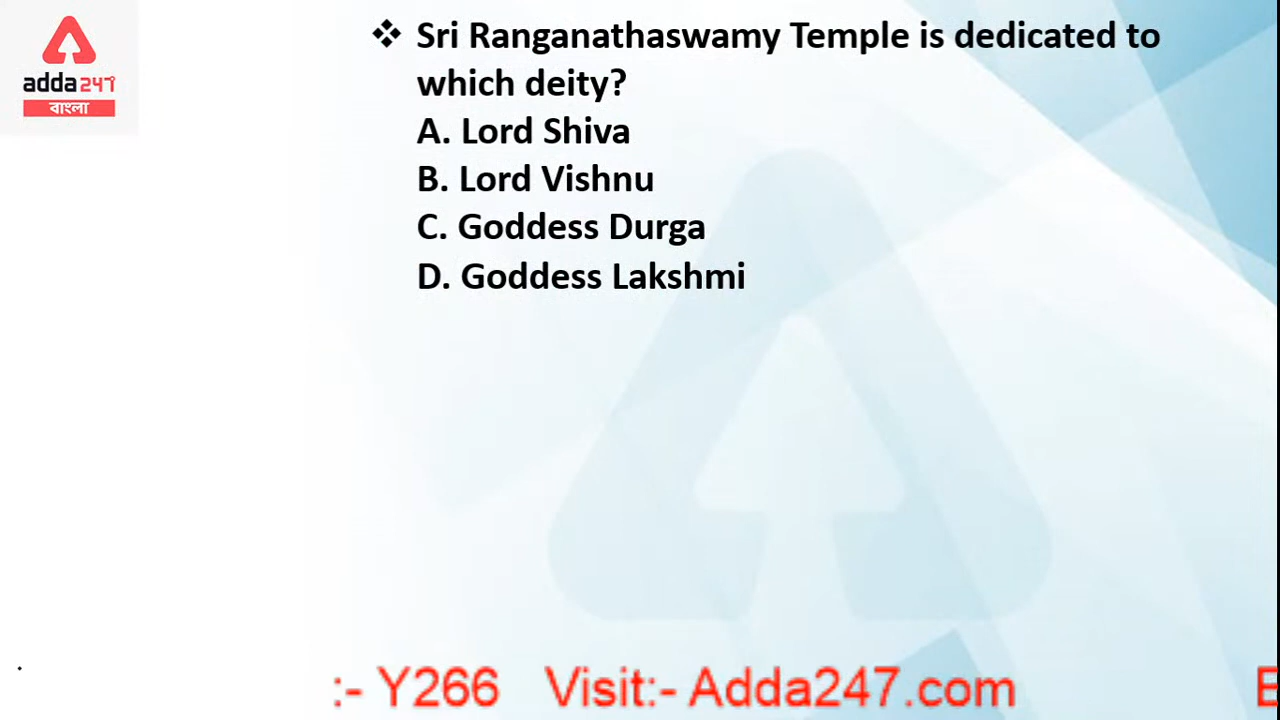 adda247
বাংলা
❖ Sri Ranganathaswamy Temple is dedicated to
which deity?
A. Lord Shiva
B. Lord Vishnu
C. Goddess Durga
D. Goddess Lakshmi
:- Y266 Visit:- Adda247.com